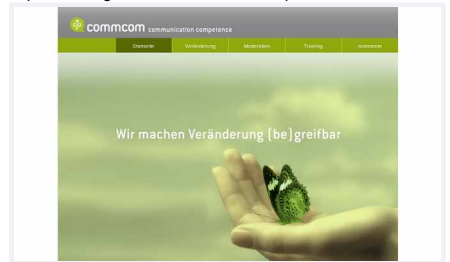 commcom communication competence
Startseite Veränderung Moderation Training commcom
Wir machen Veränderung (be)greifbar